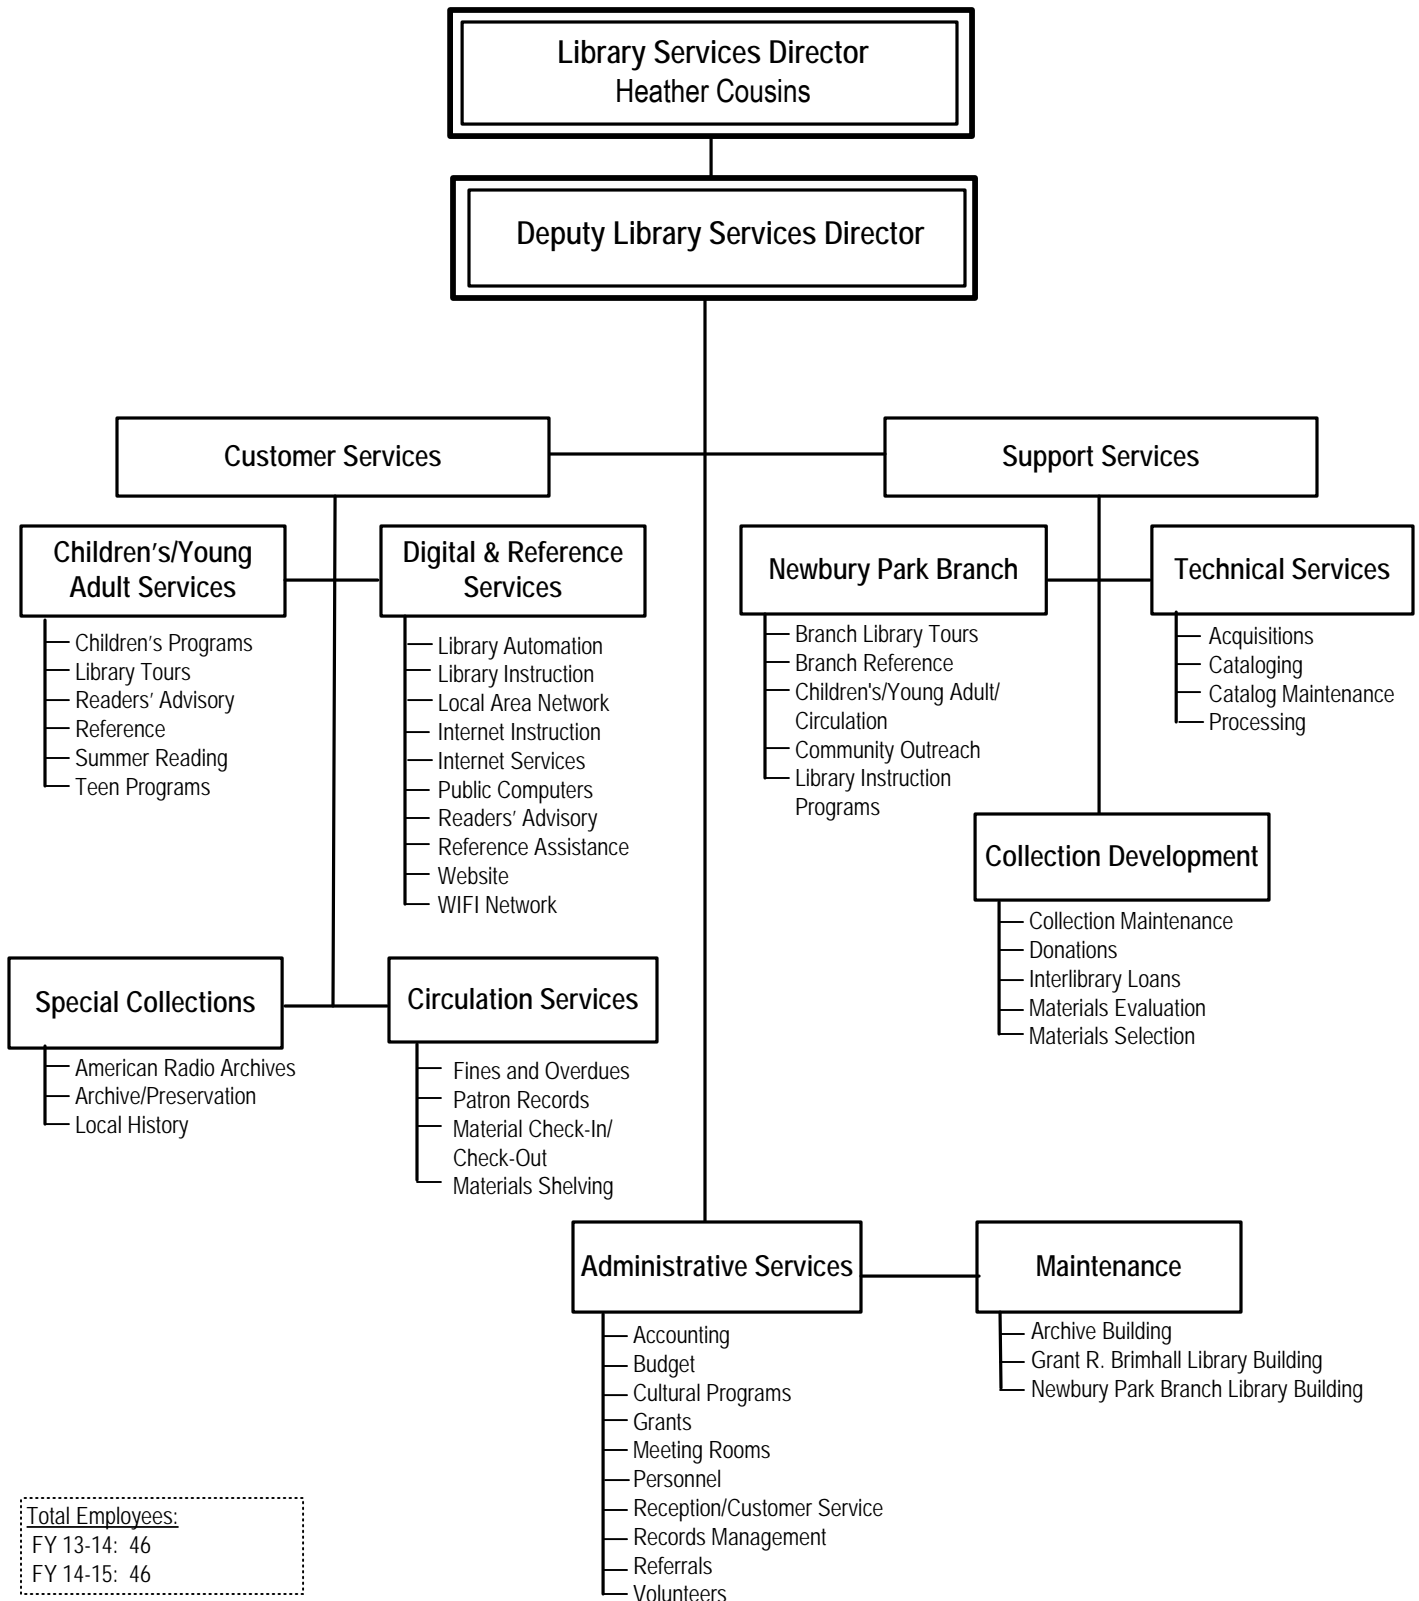 Library Services Director
Heather Cousins
Deputy Library Services Director
Customer Services
Support Services
Children's/Young
Adult Services
Children's Programs
Library Tours
Readers' Advisory
Reference
Summer Reading
Teen Programs
Digital & Reference
Services
Library Automation
Library Instruction
Local Area Network
Internet Instruction
Internet Services
Public Computers
Readers' Advisory
Reference Assistance
Website
WIFI Network
Newbury Park Branch
Branch Library Tours
Branch Reference
Children's/Young Adult/
Circulation
Community Outreach
Library Instruction
Programs
Technical Services
Acquisitions
Cataloging
Catalog Maintenance
Processing
Collection Development
Collection Maintenance
Donations
Interlibrary Loans
Materials Evaluation
Materials Selection
Special Collections
American Radio Archives
Archive/Preservation
Local History
Circulation Services
Fines and Overdues
Patron Records
Material Check-In/
Check-Out
Materials Shelving
Administrative Services
Accounting
Budget
Cultural Programs
Grants
Meeting Rooms
Personnel
Reception/Customer Service
Records Management
Referrals
Volunteers
Maintenance
Archive Building
Grant R. Brimhall Library Building
Newbury Park Branch Library Building
Total Employees:
FY 13-14: 46
FY 14-15: 46